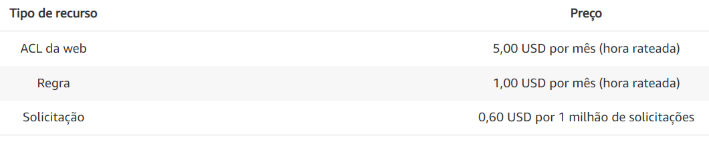 Tipo de recurso Preço
ACL da web 5,00 USD por mês (hora rateada)
Regra 1,00 USD por mês (hora rateada)
Solicitação 0,60 USD por 1 milhão de solicitações